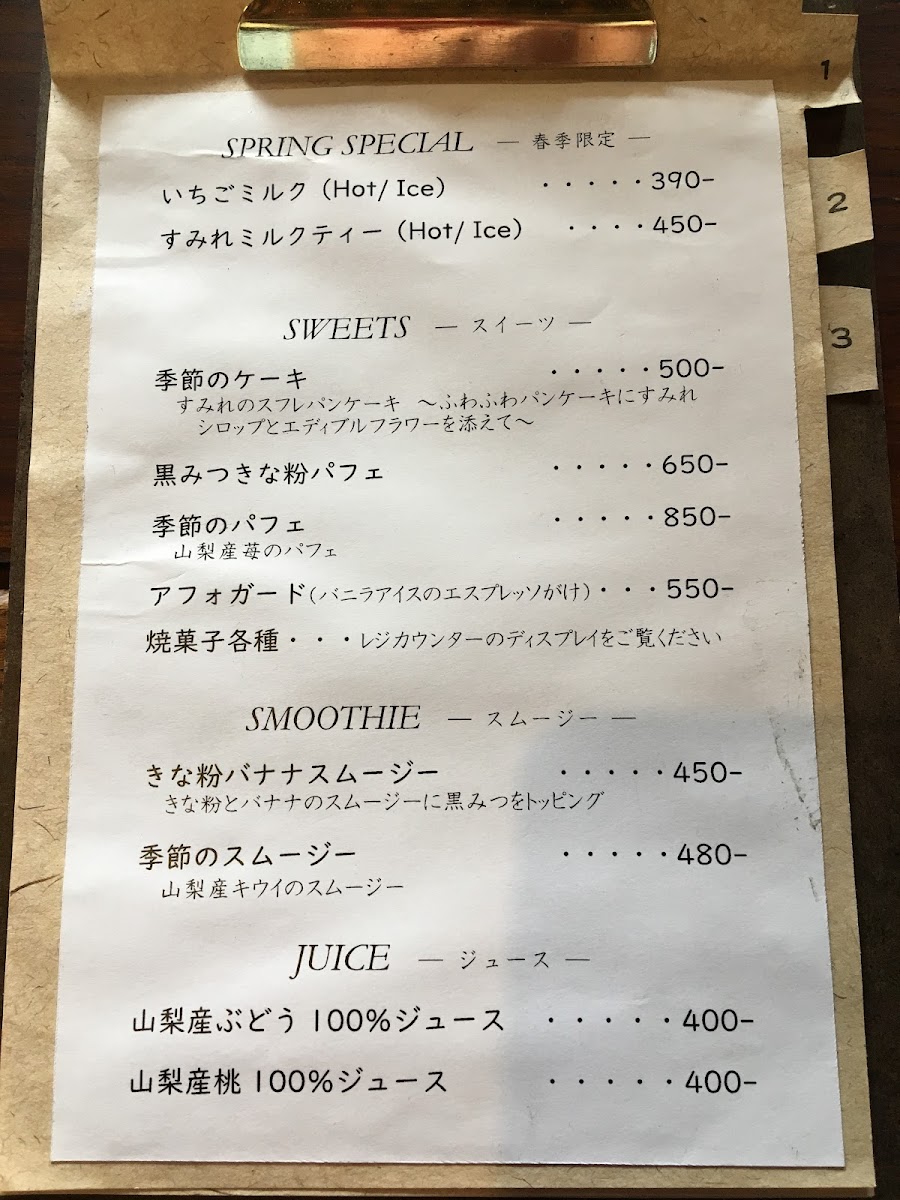 1
2
3
SPRING SPECIAL — 春季限定 —
いちごミルク（Hot/ Ice） ・・・・・390-
すみれミルクティー（Hot/ Ice） ・・・・450-
SWEETS — スイーツ —
季節のケーキ ・・・・・500-
すみれのスフレパンケーキ ～ふわふわパンケーキにすみれ
シロップとエディブルフラワーを添えて～
黒みつきな粉パフェ ・・・・・650-
季節のパフェ ・・・・・850-
山梨産苺のパフェ
アフォガード（バニラアイスのエスプレッソがけ）・・・550-
焼菓子各種・・・レジカウンターのディスプレイをご覧ください
SMOOTHIE — スムージー —
きな粉バナナスムージー ・・・・・450-
きな粉とバナナのスムージーに黒みつをトッピング
季節のスムージー ・・・・・480-
山梨産キウイのスムージー
JUICE — ジュース —
山梨産ぶどう 100%ジュース ・・・・・400-
山梨産桃 100%ジュース ・・・・・400-